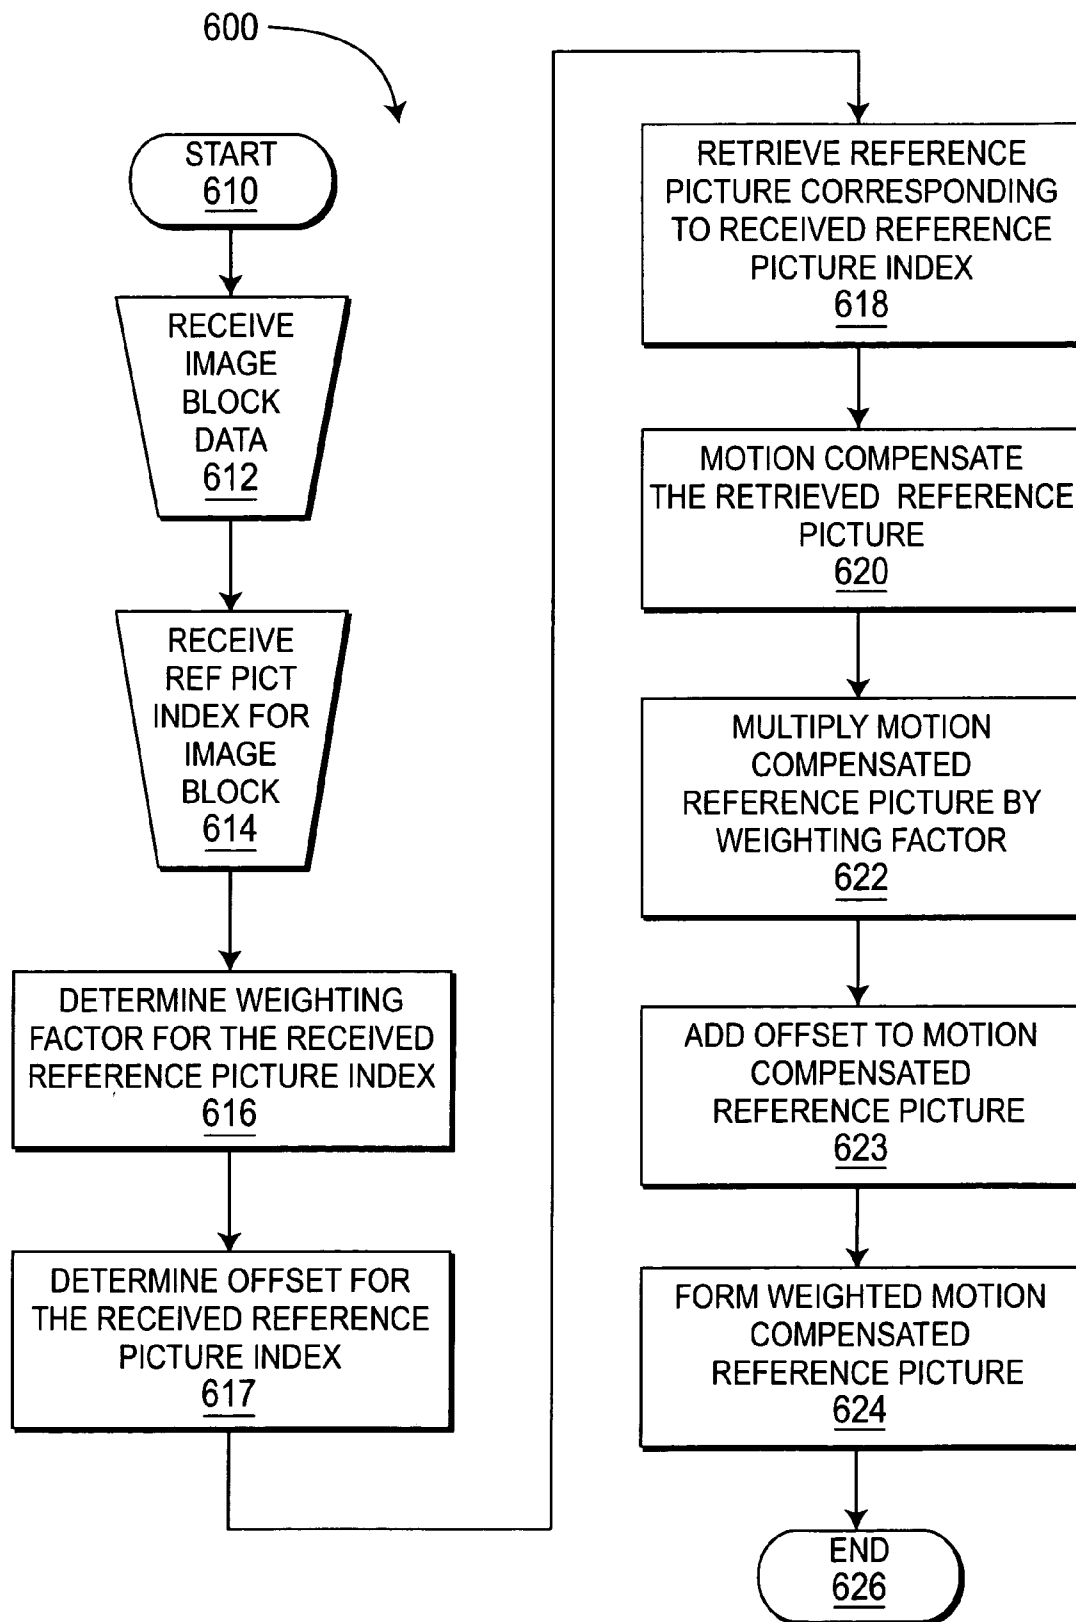 600
START
610
RECEIVE
IMAGE
BLOCK
DATA
612
RECEIVE
REF PICT
INDEX FOR
IMAGE
BLOCK
614
DETERMINE WEIGHTING
FACTOR FOR THE RECEIVED
REFERENCE PICTURE INDEX
616
DETERMINE OFFSET FOR
THE RECEIVED REFERENCE
PICTURE INDEX
617
RETRIEVE REFERENCE
PICTURE CORRESPONDING
TO RECEIVED REFERENCE
PICTURE INDEX
618
MOTION COMPENSATE
THE RETRIEVED REFERENCE
PICTURE
620
MULTIPLY MOTION
COMPENSATED
REFERENCE PICTURE BY
WEIGHTING FACTOR
622
ADD OFFSET TO MOTION
COMPENSATED
REFERENCE PICTURE
623
FORM WEIGHTED MOTION
COMPENSATED
REFERENCE PICTURE
624
END
626